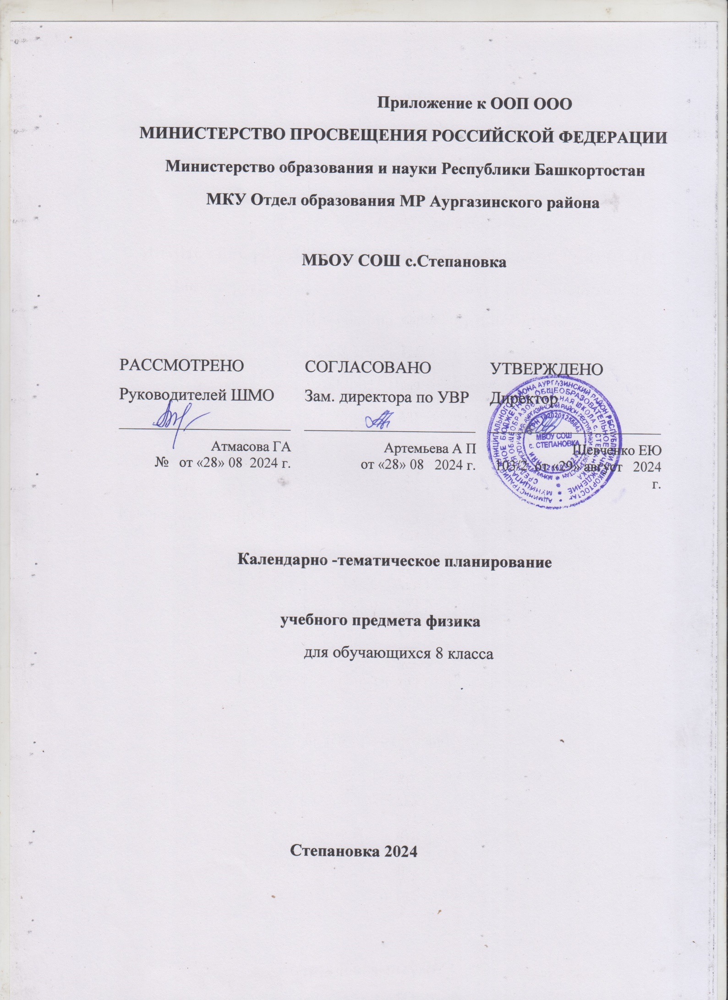 Приложение к ООП ООО
МИНИСТЕРСТВО ПРОСВЕЩЕНИЯ РОССИЙСКОЙ ФЕДЕРАЦИИ
Министерство образования и науки Республики Башкортостан
МКУ Отдел образования МР Аургазинского района
МБОУ СОШ с.Степановка
РАССМОТРЕНО
Руководителей ШМО
Атмасова ГА
№ от «28» 08 2024 г.
СОГЛАСОВАНО
Зам. директора по УВР
Артемьева А П
от «28» 08 2024 г.
УТВЕРЖДЕНО
Директор
Шевченко ЕЮ
103/2 от «29» август 2024
г.
МБОУ СОШ
с. СТЕПАНОВКА
Календарно -тематическое планирование
учебного предмета физика
для обучающихся 8 класса
Степановка 2024